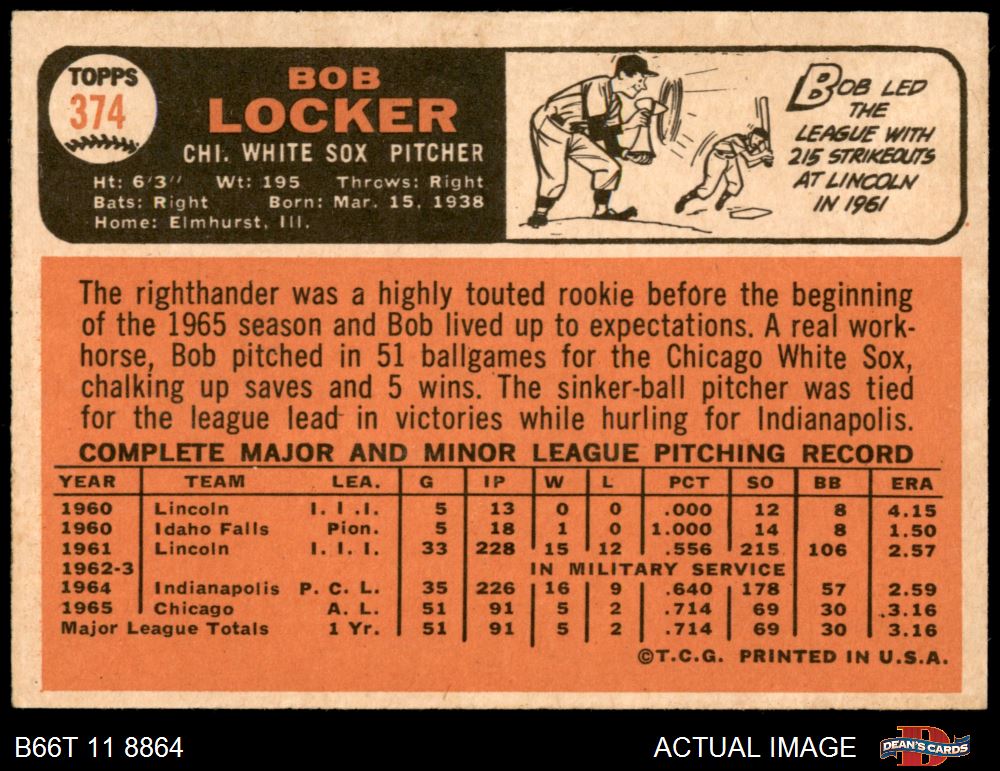 TOPPS
374
BOB
LOCKER
CHI. WHITE SOX PITCHER
Ht: 6'3" Wt: 195 Throws: Right
Bats: Right Born: Mar. 15, 1938
Home: Elmhurst, Ill.
BOB LED
THE
LEAGUE WITH
215 STRIKEOUTS
AT LINCOLN
IN 1961
The righthander was a highly touted rookie before the beginning
of the 1965 season and Bob lived up to expectations. A real work-
horse, Bob pitched in 51 ballgames for the Chicago White Sox,
chalking up saves and 5 wins. The sinker-ball pitcher was tied
for the league lead in victories while hurling for Indianapolis.
COMPLETE MAJOR AND MINOR LEAGUE PITCHING RECORD
YEAR TEAM LEA. G IP W L PCT SO BB ERA
1960 Lincoln I. I .I. 5 13 0 0 .000 12 8 4.15
1960 Idaho Falls Pion. 5 18 1 0 1.000 14 8 1.50
1961 Lincoln I. I. I. 33 228 15 12 .556 215 106 2.57
1962-3 IN MILITARY SERVICE
1964 Indianapolis P. C. L. 35 226 16 9 .640 178 57 2.59
1965 Chicago A. L. 51 91 5 2 .714 69 30 3.16
Major League Totals 1 Yr. 51 91 5 2 .714 69 30 3.16
©T.C.G. PRINTED IN U.S.A.
B66T 11 8864
ACTUAL IMAGE
DEAN'S CARDS